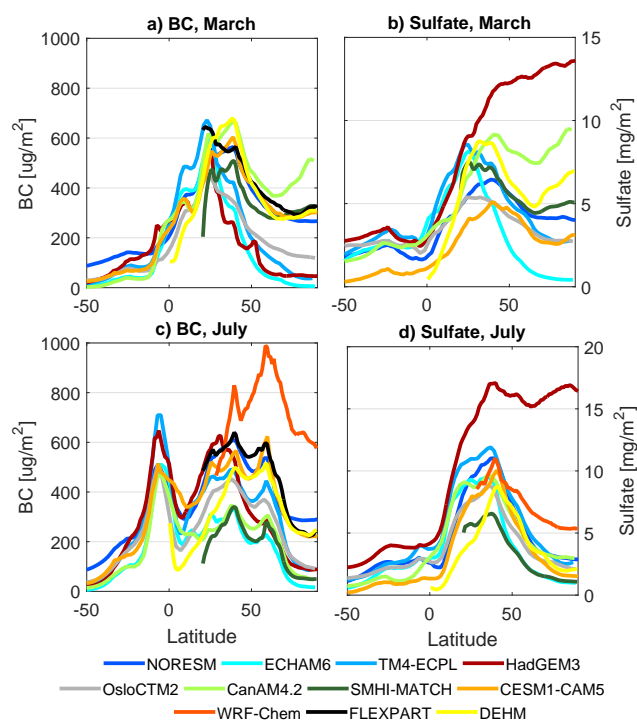 a) BC, March
b) Sulfate, March
1000
800
600
400
200
0
BC [ug/m²]
-50
0
50
15
10
5
0
Sulfate [mg/m²]
-50
0
50
c) BC, July
d) Sulfate, July
1000
800
600
400
200
0
BC [ug/m²]
-50
0
50
20
15
10
5
0
Sulfate [mg/m²]
-50
0
50
Latitude
Latitude
NORESM ECHAM6 TM4-ECPL HadGEM3
OsloCTM2 CanAM4.2 SMHI-MATCH CESM1-CAM5
WRF-Chem FLEXPART DEHM